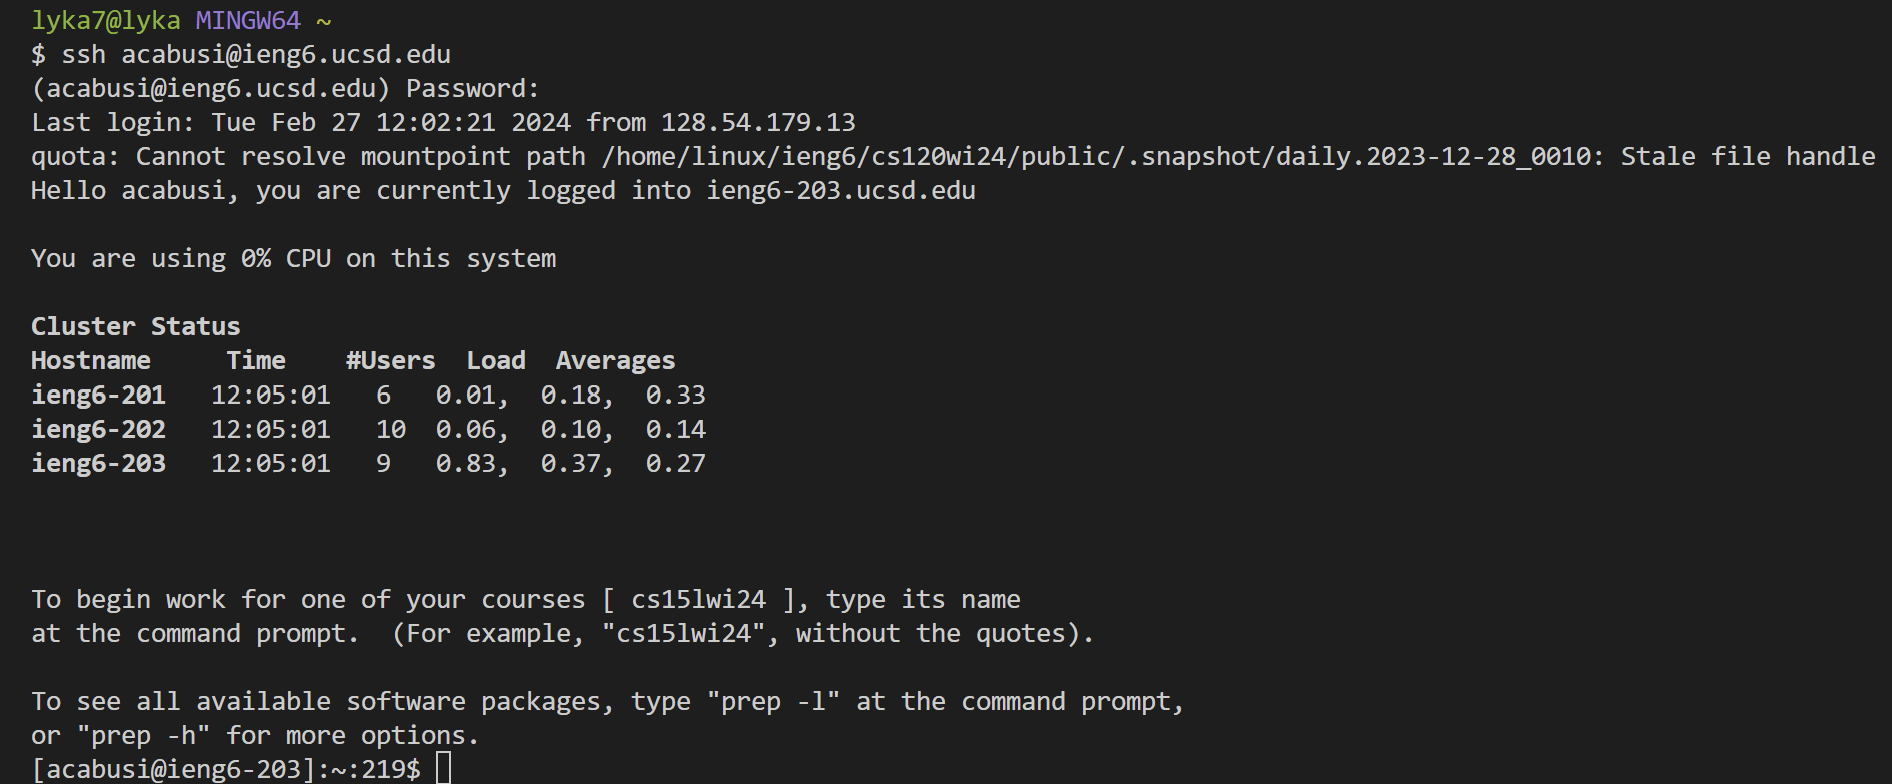 lyka7@lyka MINGW64 ~
$ ssh acabusi@ieng6.ucsd.edu
(acabusi@ieng6.ucsd.edu) Password:
Last login: Tue Feb 27 12:02:21 2024 from 128.54.179.13
quota: Cannot resolve mountpoint path /home/linux/ieng6/cs120wi24/public/.snapshot/daily.2023-12-28_0010: Stale file handle
Hello acabusi, you are currently logged into ieng6-203.ucsd.edu
You are using 0% CPU on this system
Cluster Status
Hostname     Time    #Users  Load  Averages
ieng6-201   12:05:01   6   0.01,  0.18,  0.33
ieng6-202   12:05:01   10  0.06,  0.10,  0.14
ieng6-203   12:05:01   9   0.83,  0.37,  0.27
To begin work for one of your courses [ cs15lwi24 ], type its name
at the command prompt.  (For example, "cs15lwi24", without the quotes).
To see all available software packages, type "prep -l" at the command prompt,
or "prep -h" for more options.
[acabusi@ieng6-203]:~:219$